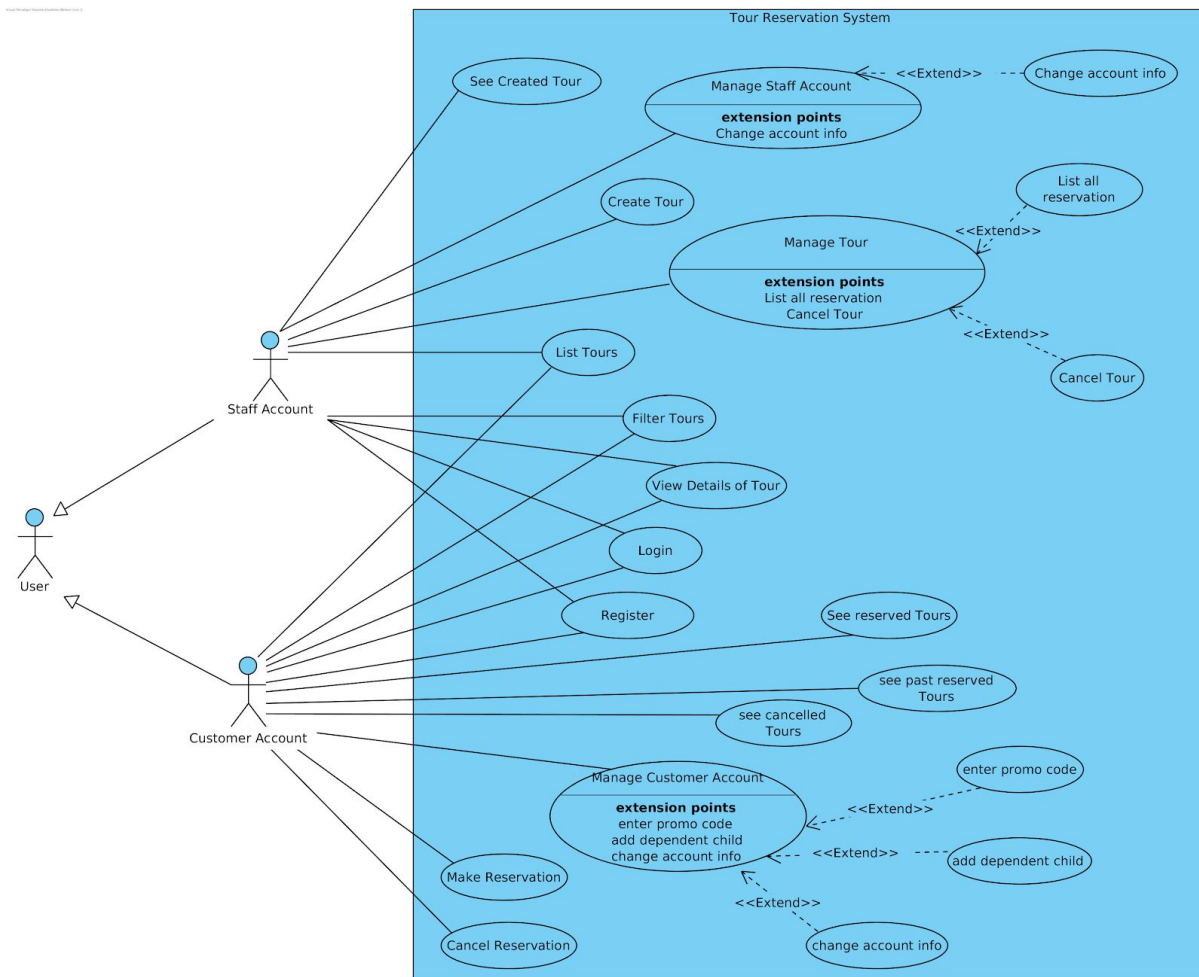 Tour Reservation System
See Created Tour
Manage Staff Account
extension points
Change account info
<<Extend>>
Change account info
Create Tour
List all
reservation
<<Extend>>
Manage Tour
extension points
List all reservation
Cancel Tour
<<Extend>>
Cancel Tour
List Tours
Staff Account
Filter Tours
View Details of Tour
Login
User
Register
See reserved Tours
see past reserved
Tours
see cancelled
Tours
Customer Account
Manage Customer Account
extension points
enter promo code
add dependent child
change account info
enter promo code
<<Extend>>
<<Extend>>
add dependent child
Make Reservation
<<Extend>>
Cancel Reservation
change account info